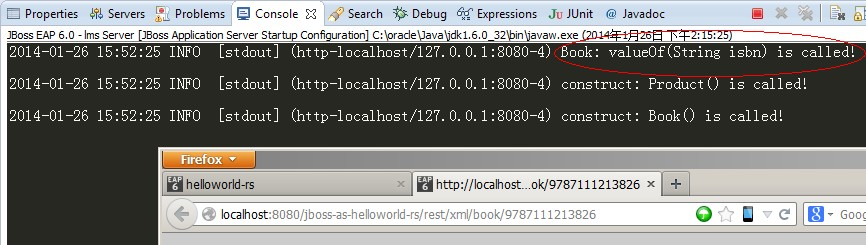 Properties Servers Problems Console Search Debug Expressions JUnit @ Javadoc
JBoss EAP 6.0 - lms Server [JBoss Application Server Startup Configuration] C:\oracle\Java\jdk1.6.0_32\bin\javaw.exe (2014年1月26日 下午2:15:25)
2014-01-26 15:52:25 INFO [stdout] (http-localhost/127.0.0.1:8080-4) book: valueOf(String isbn) is called!
2014-01-26 15:52:25 INFO [stdout] (http-localhost/127.0.0.1:8080-4) construct: Product() is called!
2014-01-26 15:52:25 INFO [stdout] (http-localhost/127.0.0.1:8080-4) construct: Book() is called!
Firefox
EAP 6 helloworld-rs EAP 6 http://localhost...ok/9787111213826
localhost:8080/jboss-as-helloworld-rs/rest/xml/book/9787111213826 Google